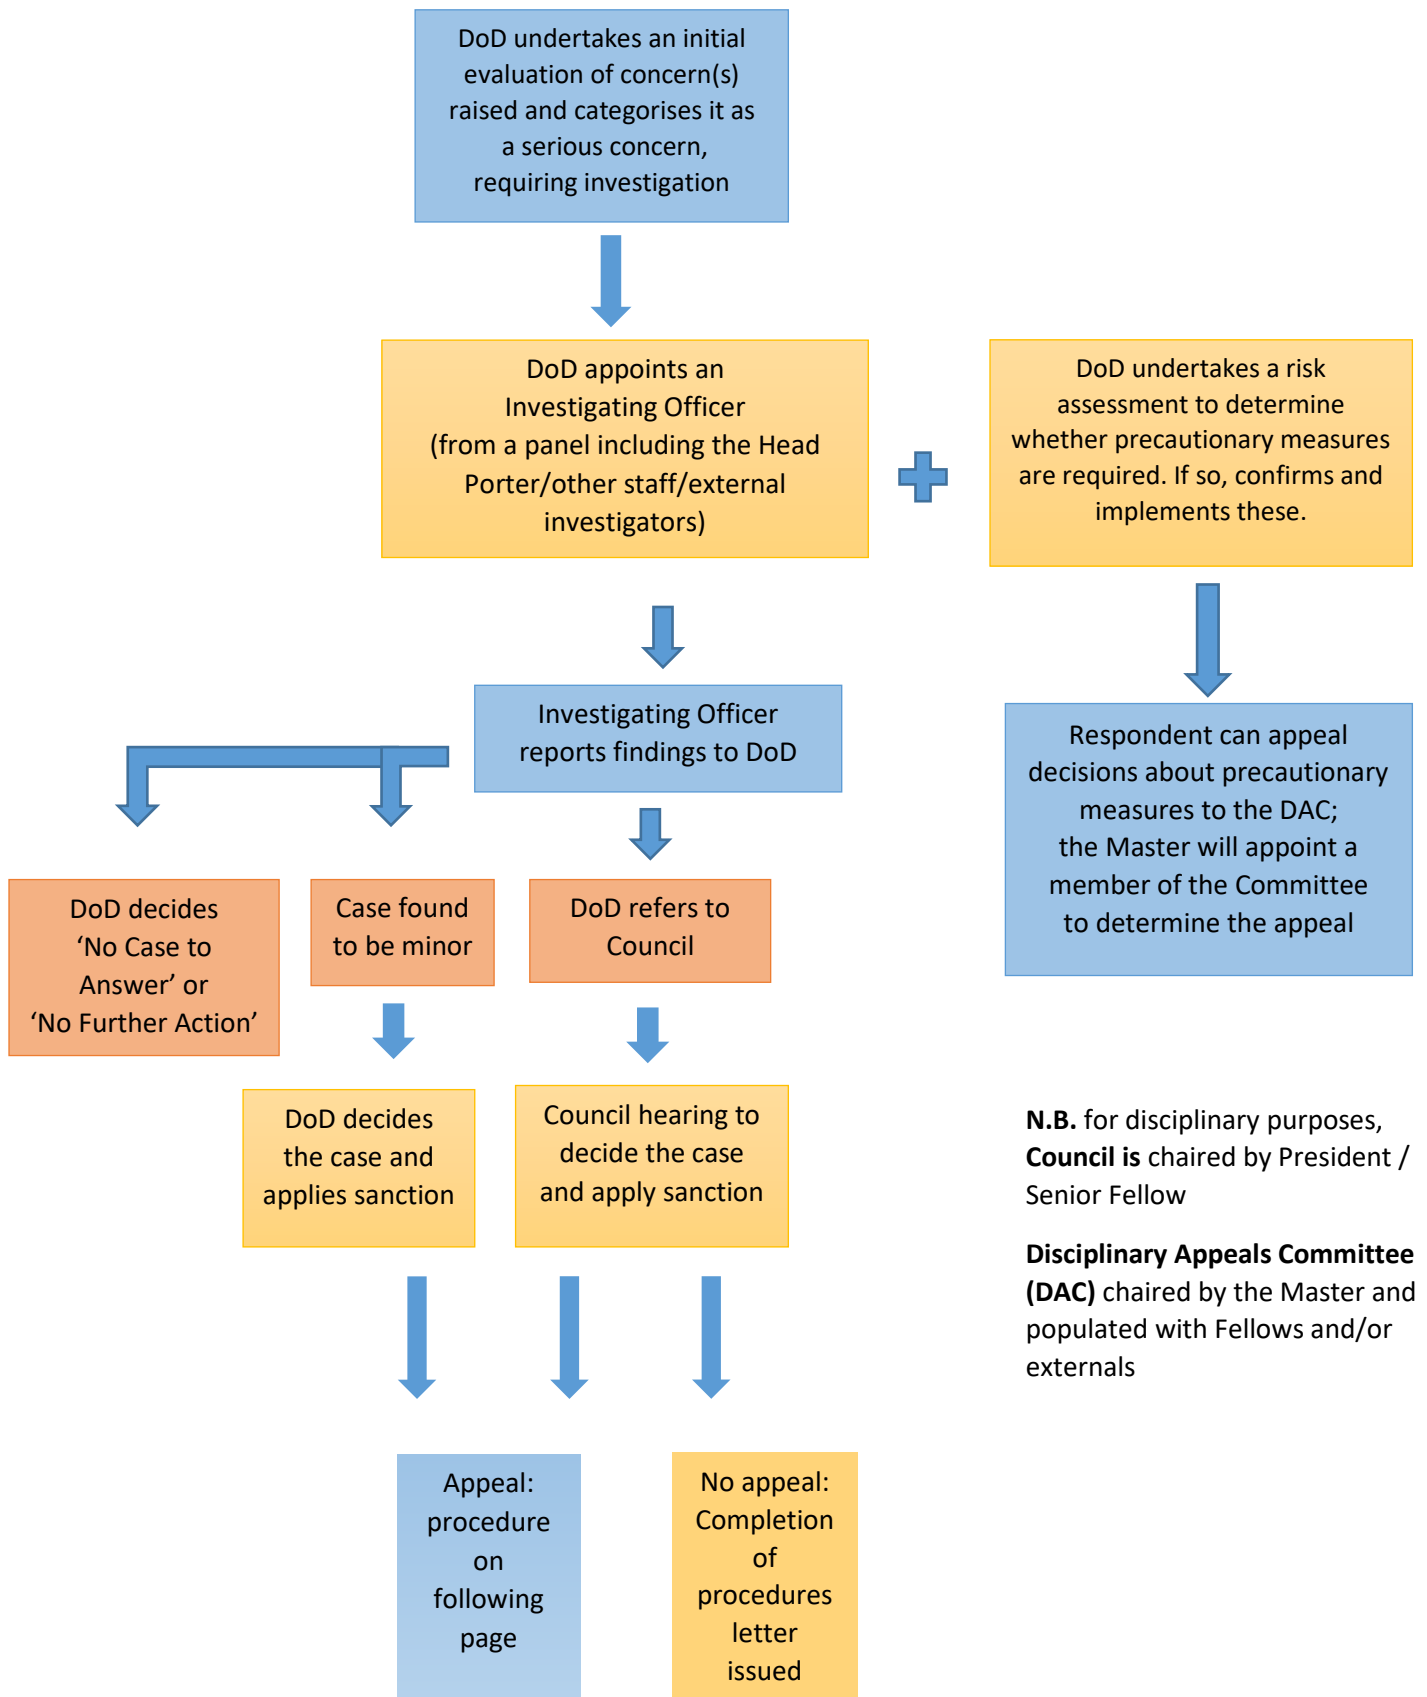 DoD undertakes an initial
evaluation of concern(s)
raised and categorises it as
a serious concern,
requiring investigation
DoD appoints an
Investigating Officer
(from a panel including the Head
Porter/other staff/external
investigators)
DoD undertakes a risk
assessment to determine
whether precautionary measures
are required. If so, confirms and
implements these.
Investigating Officer
reports findings to DoD
Respondent can appeal
decisions about precautionary
measures to the DAC;
the Master will appoint a
member of the Committee
to determine the appeal
DoD decides
‘No Case to
Answer’ or
‘No Further Action’
Case found
to be minor
DoD refers to
Council
DoD decides
the case and
applies sanction
Council hearing to
decide the case
and apply sanction
N.B. for disciplinary purposes,
Council is chaired by President /
Senior Fellow
Disciplinary Appeals Committee
(DAC) chaired by the Master and
populated with Fellows and/or
externals
Appeal:
procedure
on
following
page
No appeal:
Completion
of
procedures
letter
issued